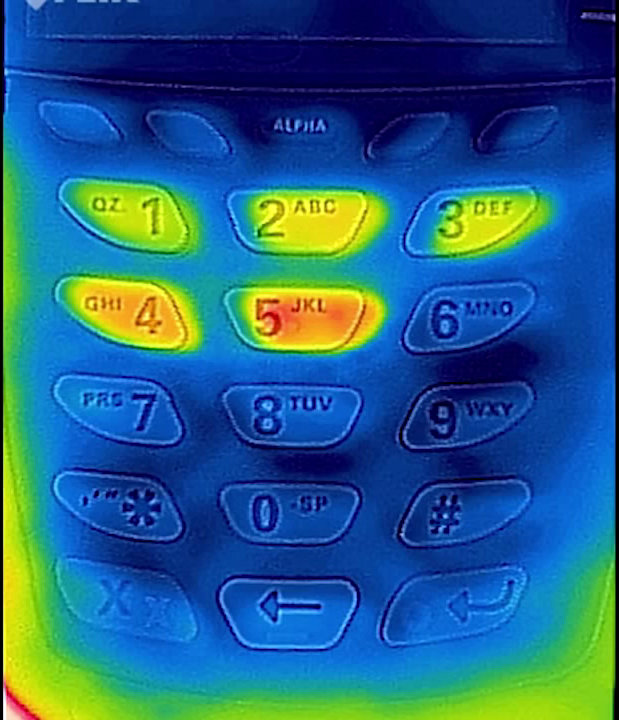 ALPHA
QZ 1 2 ABC 3 DEF
GHI 4 5 JKL 6 MNO
PRS 7 8 TUV 9 WXY
,'" * 0 -SP #
X